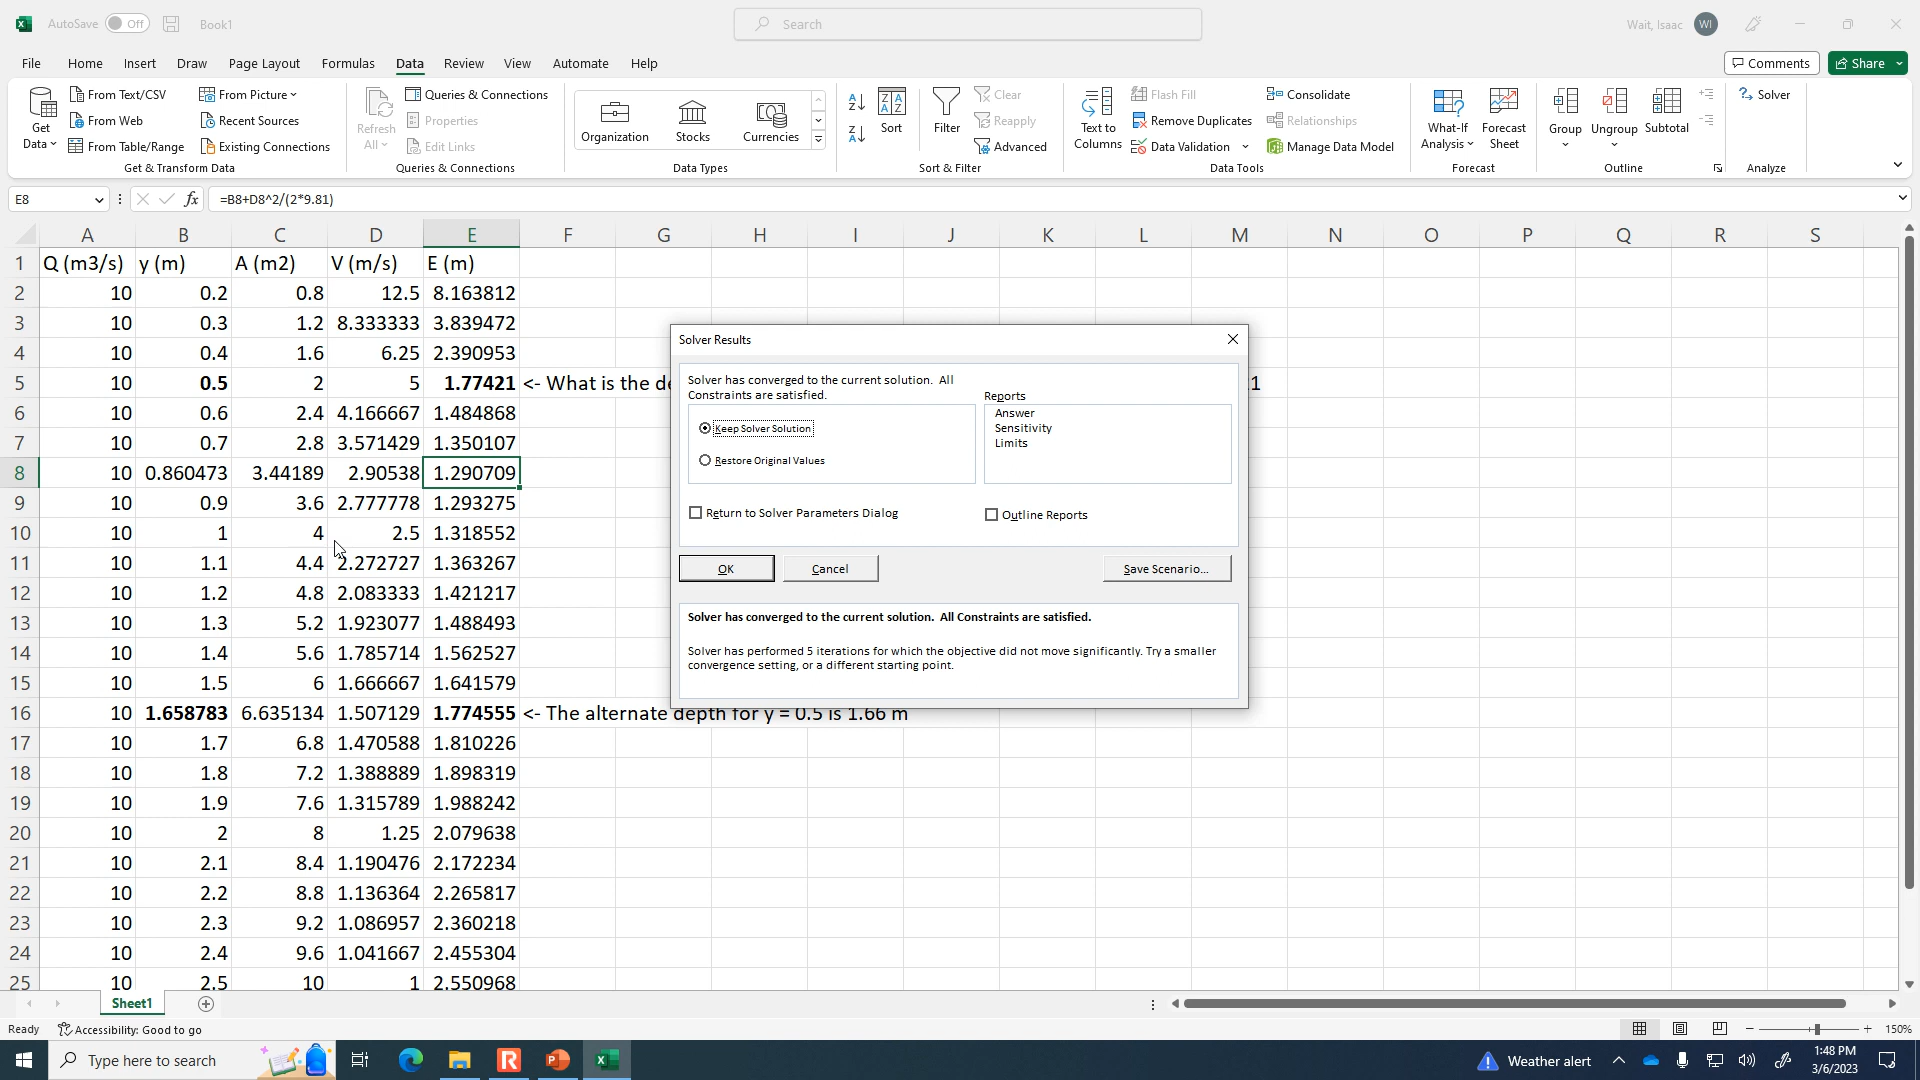 AutoSave Off Book1 Search Wait, Isaac WI
File Home Insert Draw Page Layout Formulas Data Review View Automate Help Comments Share
Get Data
From Text/CSV
From Web
From Table/Range
From Picture
Recent Sources
Existing Connections
Get & Transform Data
Refresh All
Queries & Connections
Properties
Edit Links
Queries & Connections
Organization Stocks Currencies
Data Types
A Z
Z A
Z A A Z
Sort
Filter
Clear
Reapply
Advanced
Sort & Filter
Text to Columns
Flash Fill
Remove Duplicates
Data Validation
Consolidate
Relationships
Manage Data Model
Data Tools
What-If Analysis
Forecast Sheet
Forecast
Group Ungroup Subtotal
Outline
Solver
Analyze
E8 fx =B8+D8^2/(2*9.81)
A B C D E F G H I J K L M N O P Q R S
1 Q (m3/s) y (m) A (m2) V (m/s) E (m)
2 10 0.2 0.8 12.5 8.163812
3 10 0.3 1.2 8.333333 3.839472
4 10 0.4 1.6 6.25 2.390953
5 10 0.5 2 5 1.77421 <- What is the de 1
6 10 0.6 2.4 4.166667 1.484868
7 10 0.7 2.8 3.571429 1.350107
8 10 0.860473 3.44189 2.90538 1.290709
9 10 0.9 3.6 2.777778 1.293275
10 10 1 4 2.5 1.318552
11 10 1.1 4.4 2.272727 1.363267
12 10 1.2 4.8 2.083333 1.421217
13 10 1.3 5.2 1.923077 1.488493
14 10 1.4 5.6 1.785714 1.562527
15 10 1.5 6 1.666667 1.641579
16 10 1.658783 6.635134 1.507129 1.774555 <- The alternate depth for y = 0.5 is 1.66 m
17 10 1.7 6.8 1.470588 1.810226
18 10 1.8 7.2 1.388889 1.898319
19 10 1.9 7.6 1.315789 1.988242
20 10 2 8 1.25 2.079638
21 10 2.1 8.4 1.190476 2.172234
22 10 2.2 8.8 1.136364 2.265817
23 10 2.3 9.2 1.086957 2.360218
24 10 2.4 9.6 1.041667 2.455304
25 10 2.5 10 1 2.550968
Solver Results
Solver has converged to the current solution. All
Constraints are satisfied.
Keep Solver Solution
Restore Original Values
Reports
Answer
Sensitivity
Limits
Return to Solver Parameters Dialog
Outline Reports
OK Cancel Save Scenario...
Solver has converged to the current solution. All Constraints are satisfied.
Solver has performed 5 iterations for which the objective did not move significantly. Try a smaller
convergence setting, or a different starting point.
Sheet1
Ready Accessibility: Good to go 150%
Type here to search
Weather alert
1:48 PM
3/6/2023